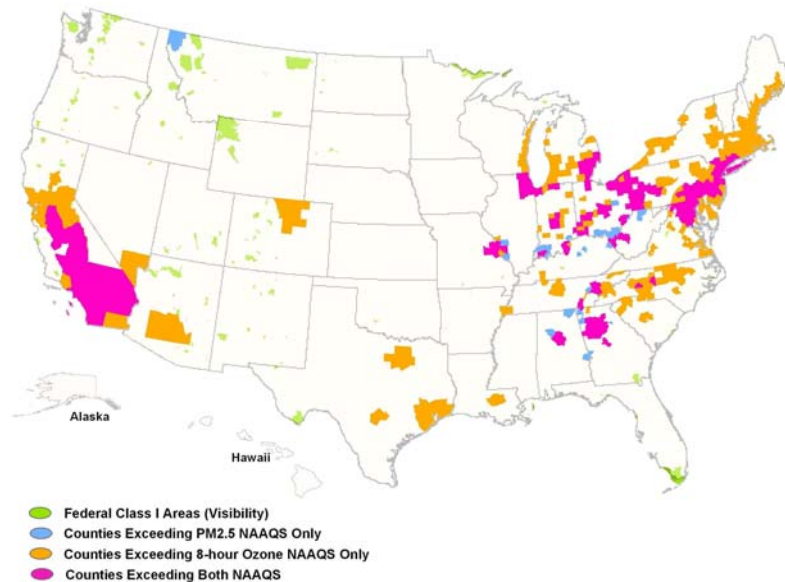 Alaska
Hawaii
Federal Class I Areas (Visibility)
Counties Exceeding PM2.5 NAAQS Only
Counties Exceeding 8-hour Ozone NAAQS Only
Counties Exceeding Both NAAQS